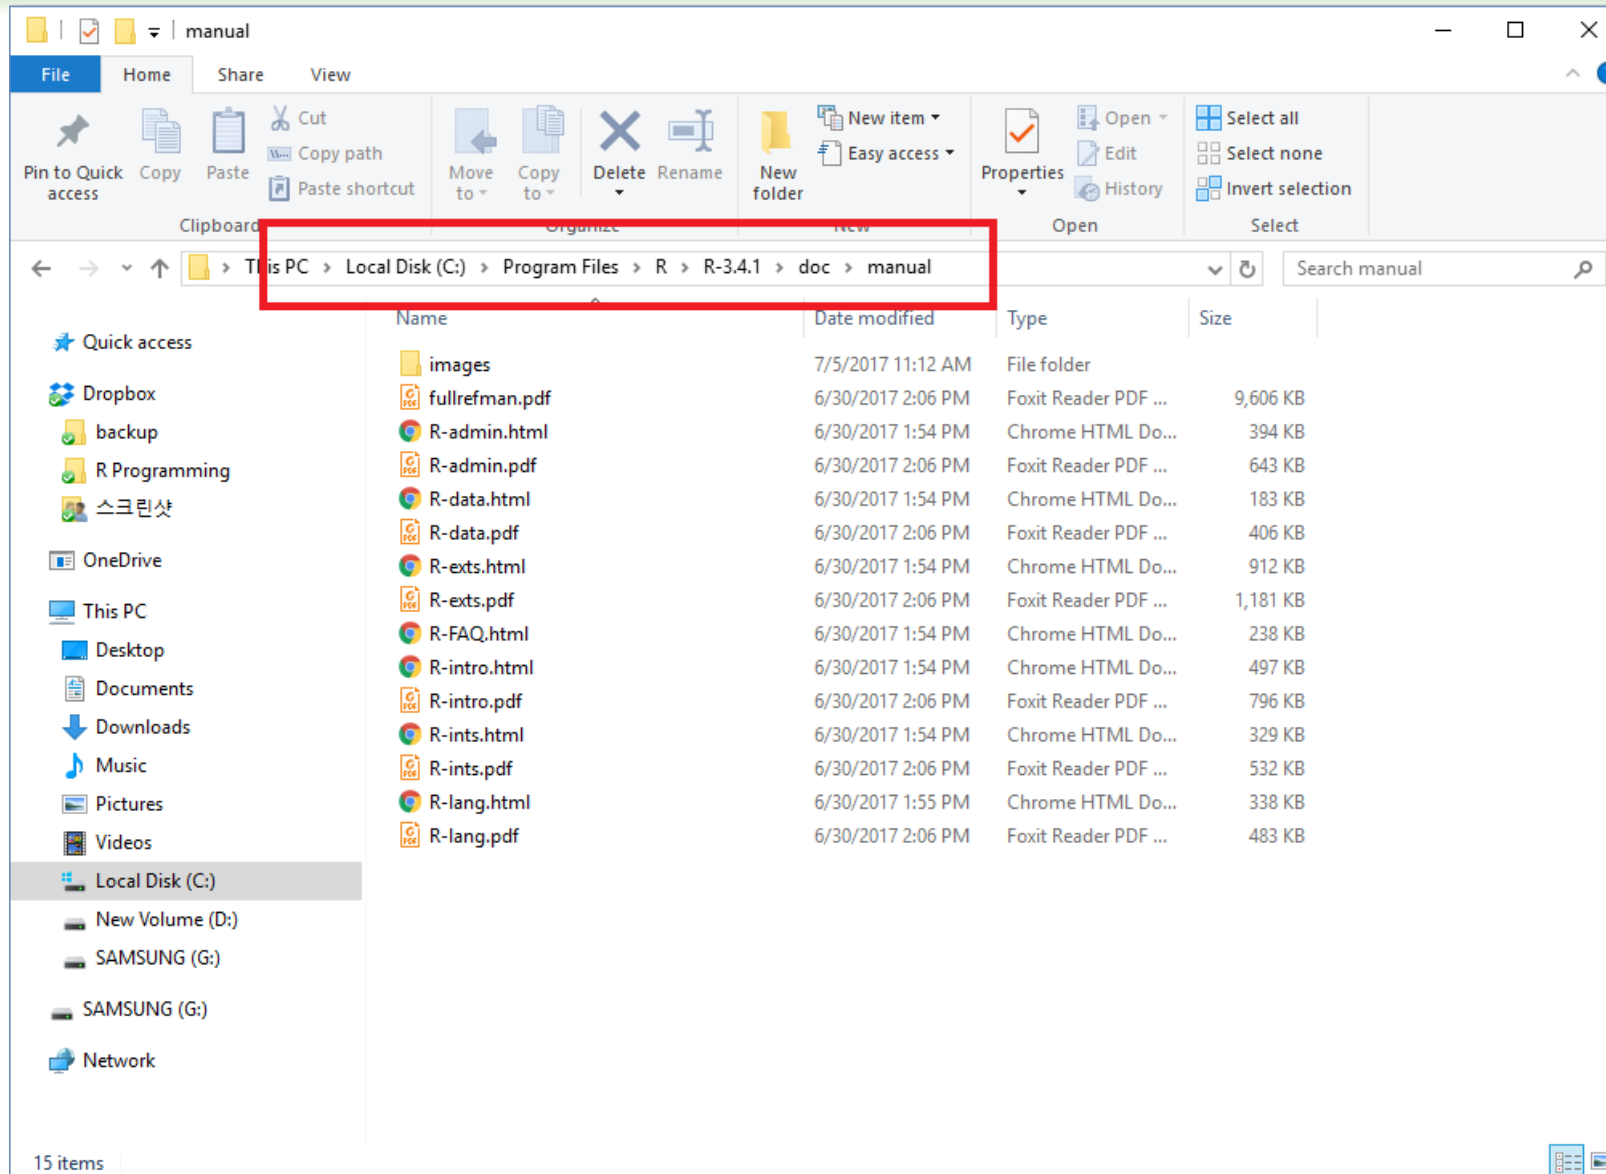 manual
File Home Share View
Pin to Quick access
Copy
Paste
Cut
Copy path
Paste shortcut
Clipboard
Move to
Copy to
Delete
Rename
Organize
New folder
New item
Easy access
New
Properties
Open
Edit
History
Open
Select all
Select none
Invert selection
Select
This PC Local Disk (C:) Program Files R R-3.4.1 doc manual
Search manual
Quick access
Dropbox
backup
R Programming
스크린샷
OneDrive
This PC
Desktop
Documents
Downloads
Music
Pictures
Videos
Local Disk (C:)
New Volume (D:)
SAMSUNG (G:)
SAMSUNG (G:)
Network
Name Date modified Type Size
images 7/5/2017 11:12 AM File folder
fullrefman.pdf 6/30/2017 2:06 PM Foxit Reader PDF ... 9,606 KB
R-admin.html 6/30/2017 1:54 PM Chrome HTML Do... 394 KB
R-admin.pdf 6/30/2017 2:06 PM Foxit Reader PDF ... 643 KB
R-data.html 6/30/2017 1:54 PM Chrome HTML Do... 183 KB
R-data.pdf 6/30/2017 2:06 PM Foxit Reader PDF ... 406 KB
R-exts.html 6/30/2017 1:54 PM Chrome HTML Do... 912 KB
R-exts.pdf 6/30/2017 2:06 PM Foxit Reader PDF ... 1,181 KB
R-FAQ.html 6/30/2017 1:54 PM Chrome HTML Do... 238 KB
R-intro.html 6/30/2017 1:54 PM Chrome HTML Do... 497 KB
R-intro.pdf 6/30/2017 2:06 PM Foxit Reader PDF ... 796 KB
R-ints.html 6/30/2017 1:54 PM Chrome HTML Do... 329 KB
R-ints.pdf 6/30/2017 2:06 PM Foxit Reader PDF ... 532 KB
R-lang.html 6/30/2017 1:55 PM Chrome HTML Do... 338 KB
R-lang.pdf 6/30/2017 2:06 PM Foxit Reader PDF ... 483 KB
15 items